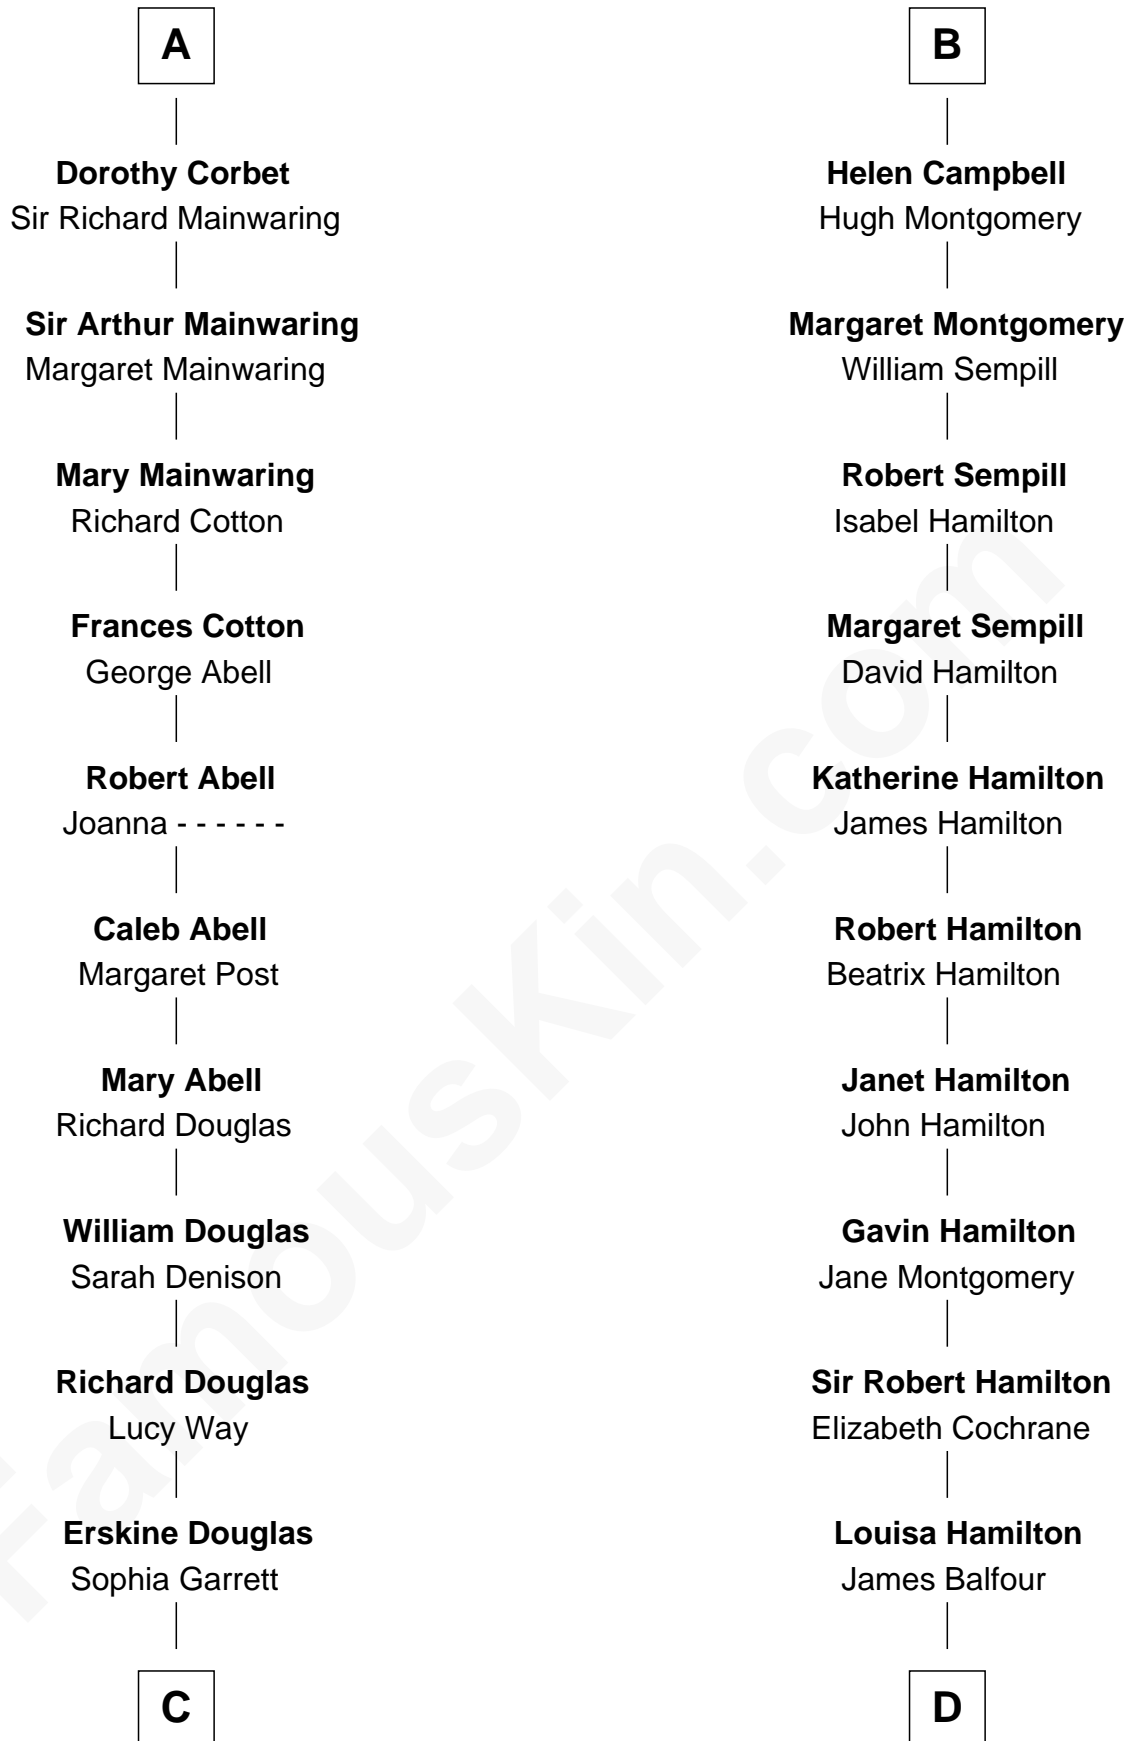 A
Dorothy Corbet
Sir Richard Mainwaring
Sir Arthur Mainwaring
Margaret Mainwaring
Mary Mainwaring
Richard Cotton
Frances Cotton
George Abell
Robert Abell
Joanna - - - - - -
Caleb Abell
Margaret Post
Mary Abell
Richard Douglas
William Douglas
Sarah Denison
Richard Douglas
Lucy Way
Erskine Douglas
Sophia Garrett
C
B
Helen Campbell
Hugh Montgomery
Margaret Montgomery
William Sempill
Robert Sempill
Isabel Hamilton
Margaret Sempill
David Hamilton
Katherine Hamilton
James Hamilton
Robert Hamilton
Beatrix Hamilton
Janet Hamilton
John Hamilton
Gavin Hamilton
Jane Montgomery
Sir Robert Hamilton
Elizabeth Cochrane
Louisa Hamilton
James Balfour
D
FamousKin.com